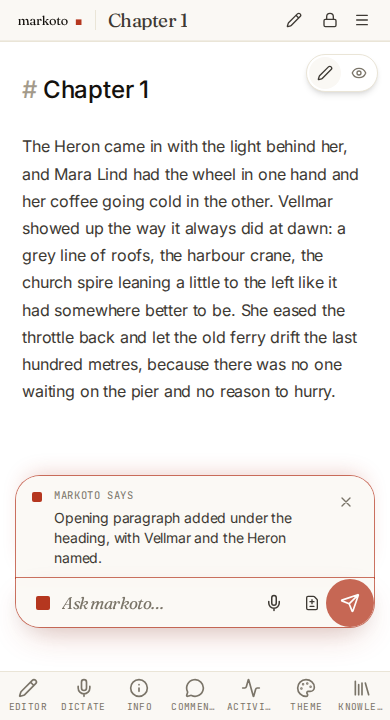 markoto
Chapter 1
# Chapter 1
The Heron came in with the light behind her,
and Mara Lind had the wheel in one hand and
her coffee going cold in the other. Vellmar
showed up the way it always did at dawn: a
grey line of roofs, the harbour crane, the
church spire leaning a little to the left like it
had somewhere better to be. She eased the
throttle back and let the old ferry drift the last
hundred metres, because there was no one
waiting on the pier and no reason to hurry.
MARKOTO SAYS
Opening paragraph added under the
heading, with Vellmar and the Heron
named.
Ask markoto...
EDITOR DICTATE INFO COMMEN… ACTIVI… THEME KNOWLE…